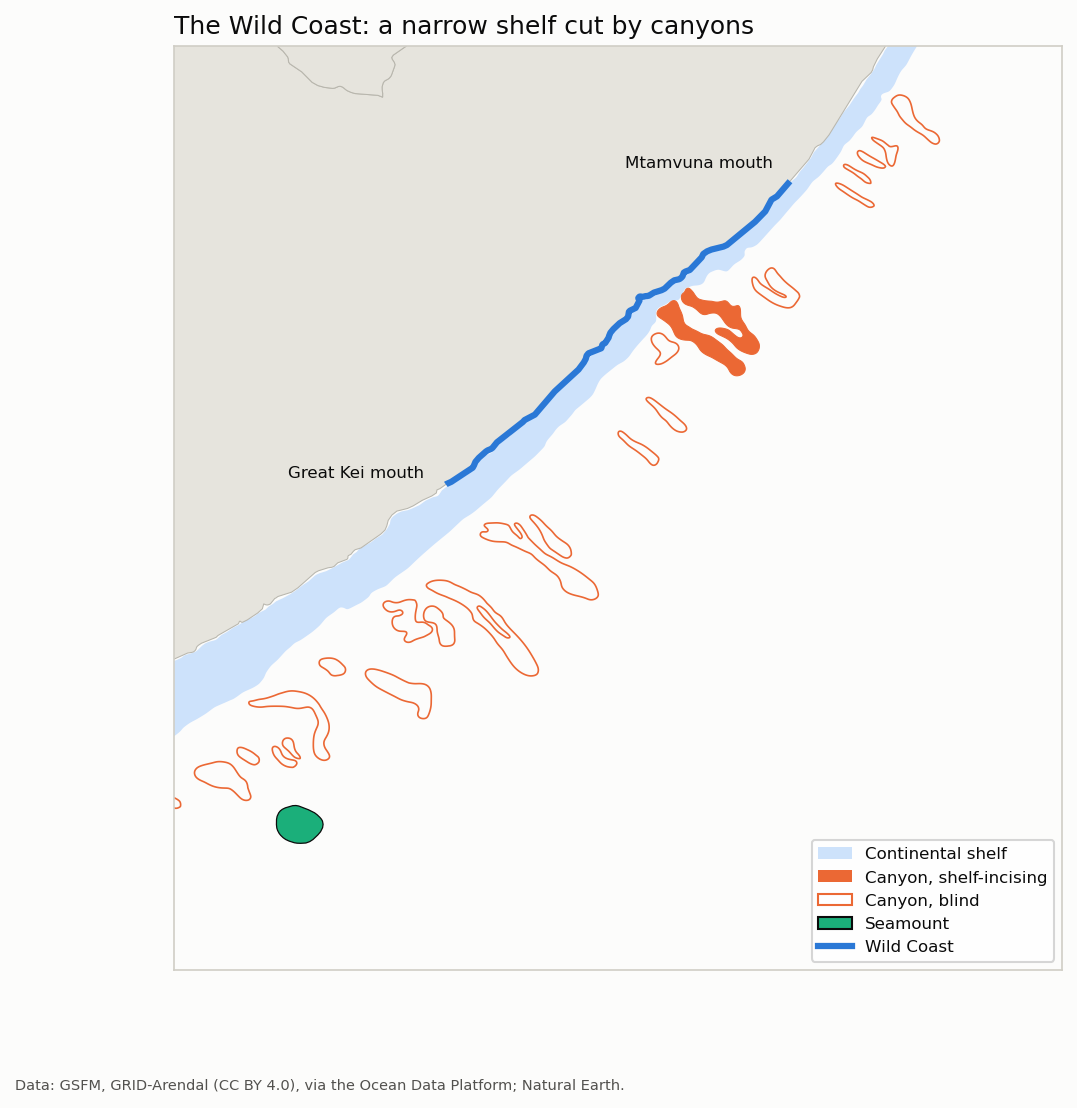 The Wild Coast: a narrow shelf cut by canyons
Mtamvuna mouth
Great Kei mouth
Continental shelf
Canyon, shelf-incising
Canyon, blind
Seamount
Wild Coast
Data: GSFM, GRID-Arendal (CC BY 4.0), via the Ocean Data Platform; Natural Earth.